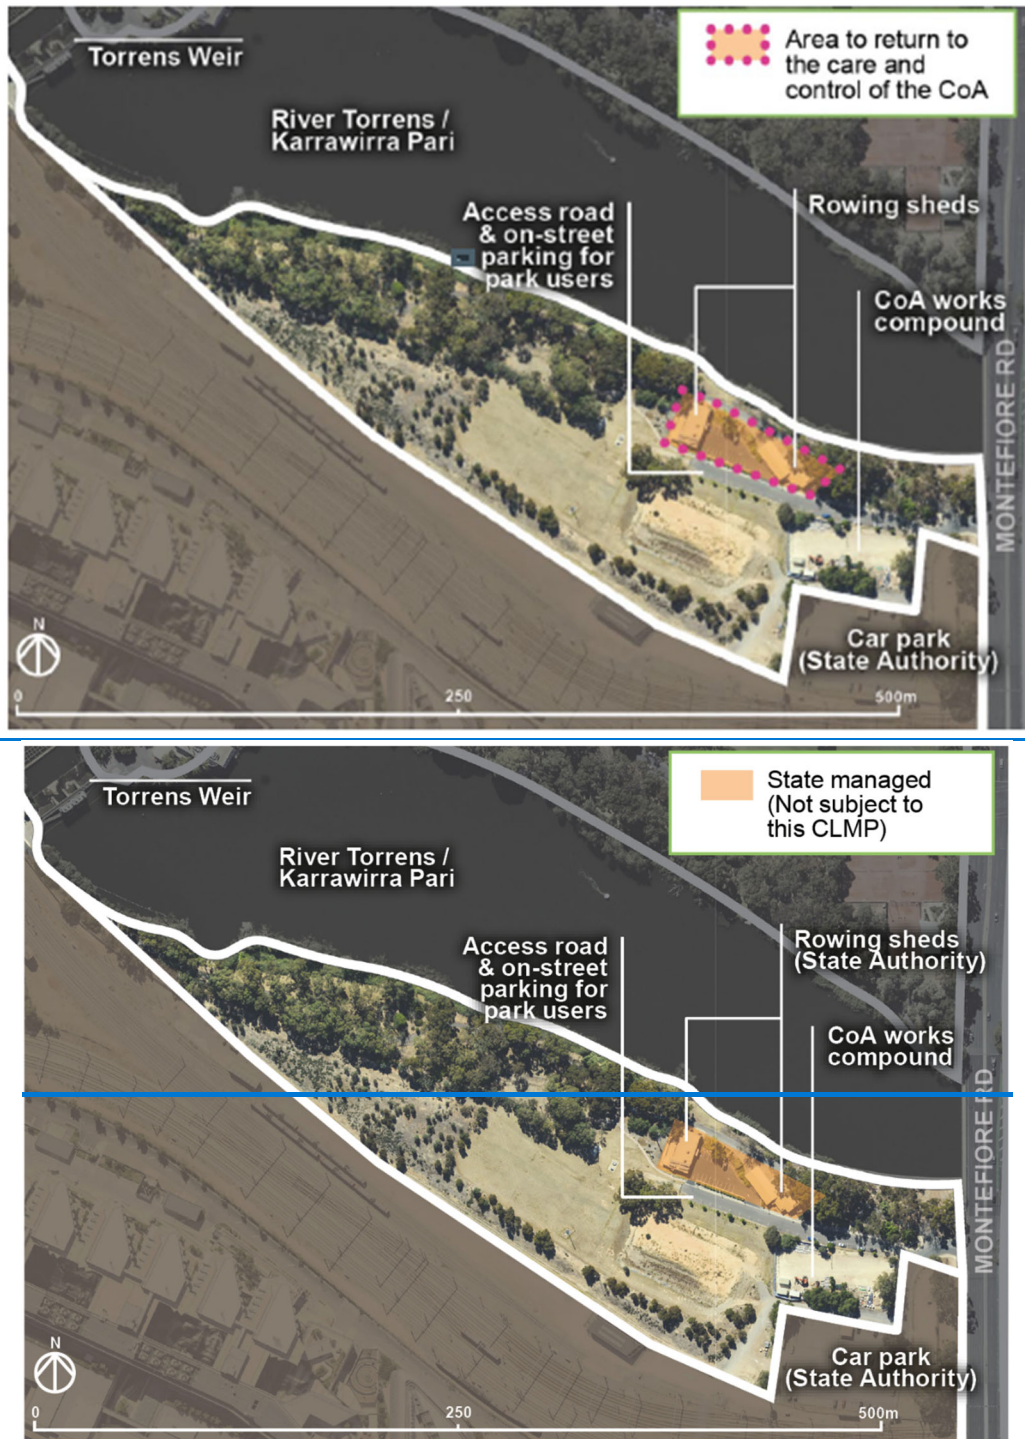 Torrens Weir
River Torrens /
Karrawirra Pari
Area to return to
the care and
control of the CoA
Access road
& on-street
parking for
park users
Rowing sheds
CoA works
compound
MONTEFIORE RD
Car park
(State Authority)
N
0
250
500m
Torrens Weir
River Torrens /
Karrawirra Pari
State managed
(Not subject to
this CLMP)
Access road
& on-street
parking for
park users
Rowing sheds
(State Authority)
CoA works
compound
MONTEFIORE RD.
Car park
(State Authority)
N
0
250
500m